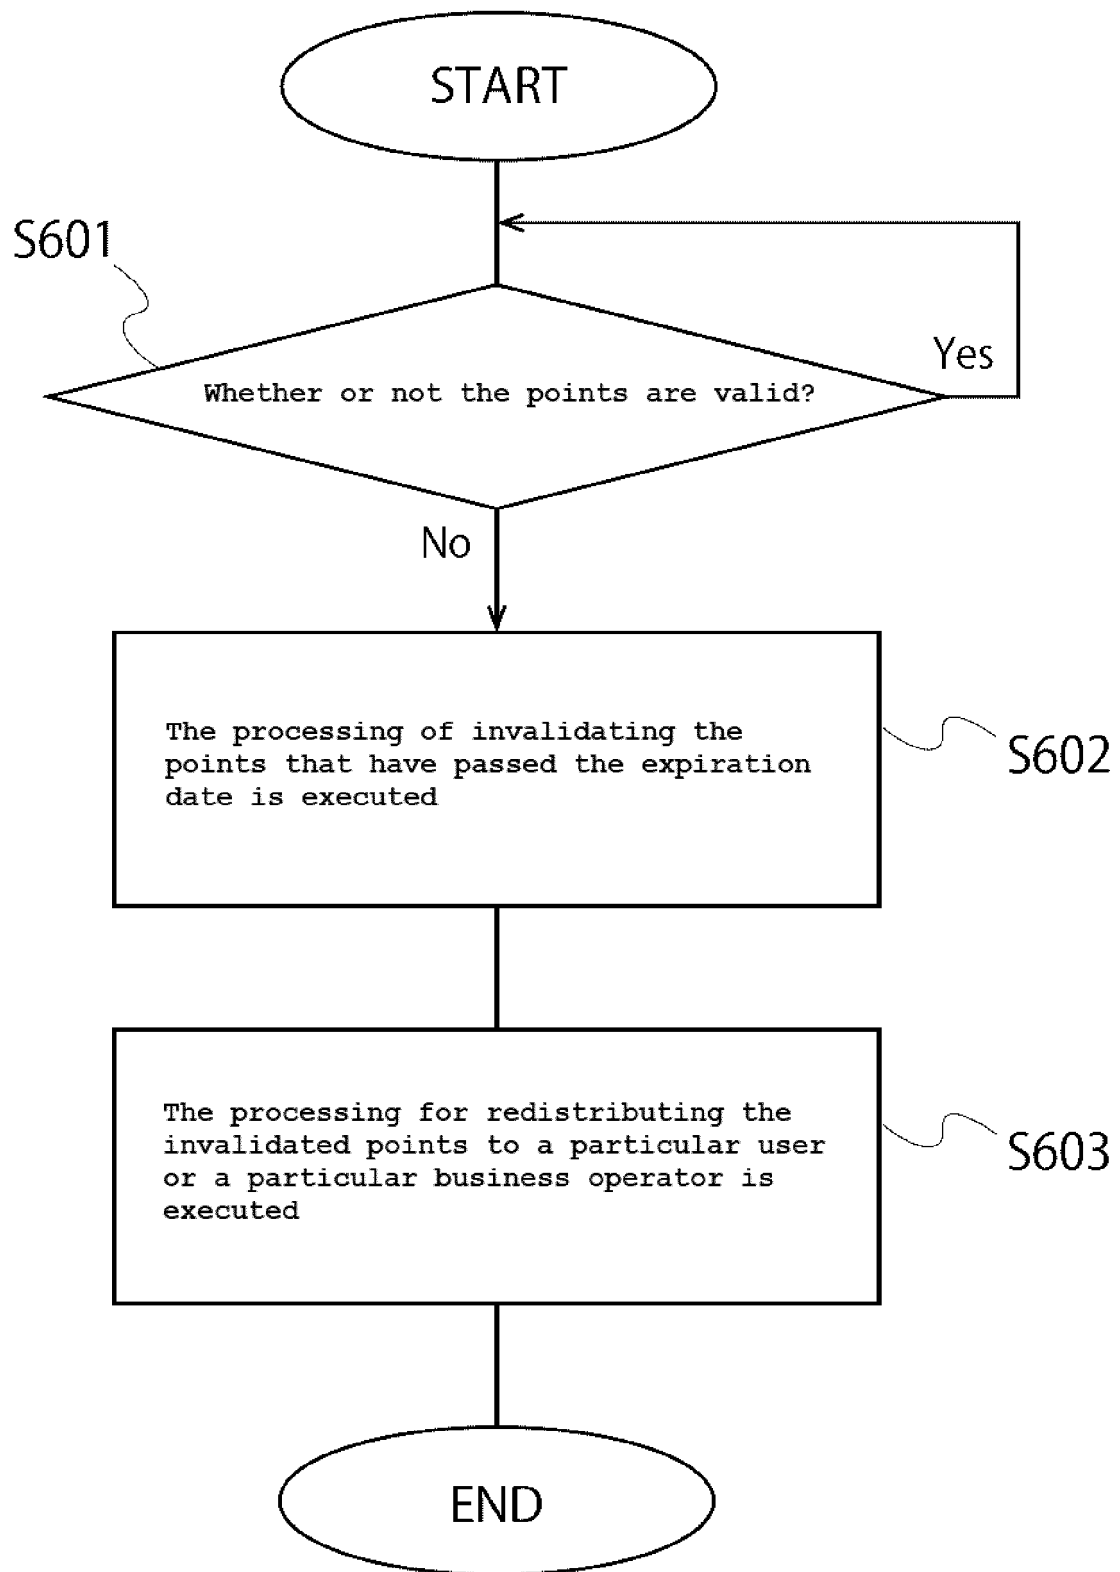 START
S601
Yes
Whether or not the points are valid?
No
The processing of invalidating the
points that have passed the expiration
date is executed
S602
The processing for redistributing the
invalidated points to a particular user
or a particular business operator is
executed
S603
END